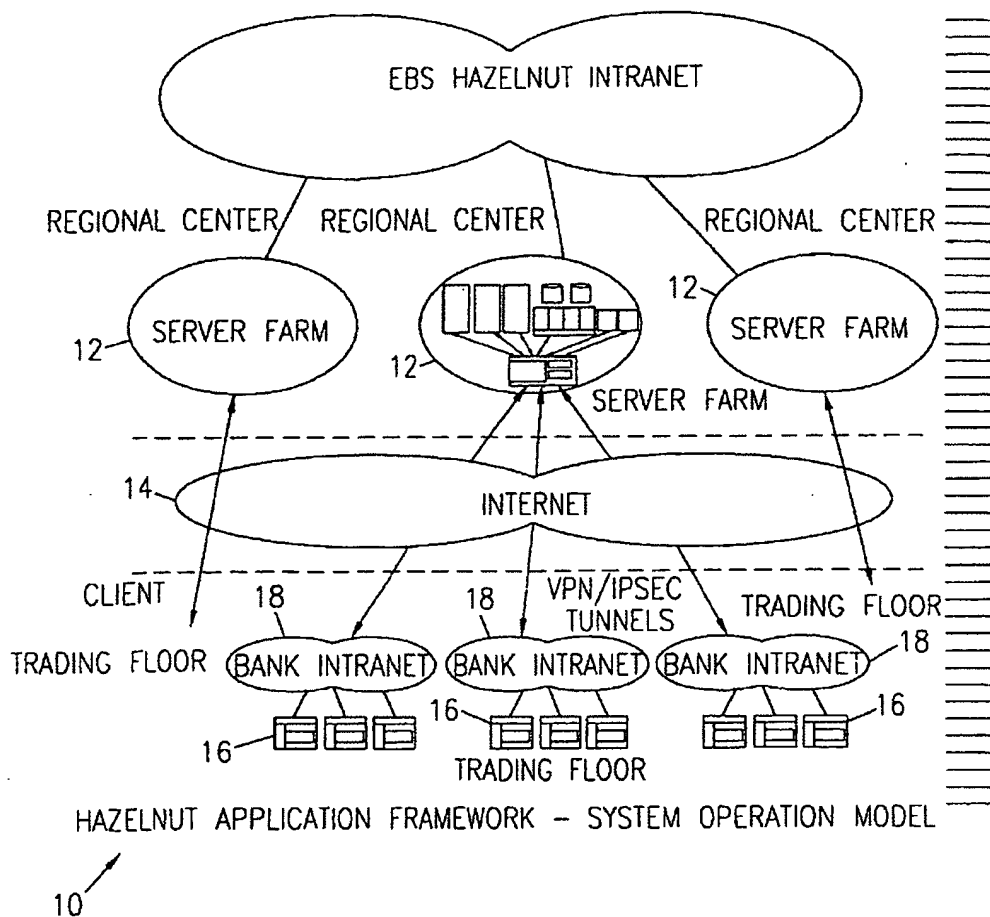 EBS HAZELNUT INTRANET
REGIONAL CENTER
REGIONAL CENTER
REGIONAL CENTER
12
SERVER FARM
12
SERVER FARM
12
SERVER FARM
14
INTERNET
CLIENT
VPN/IPSEC
TUNNELS
TRADING FLOOR
18
18
18
TRADING FLOOR
BANK INTRANET
BANK INTRANET
BANK INTRANET
16
16
16
TRADING FLOOR
HAZELNUT APPLICATION FRAMEWORK – SYSTEM OPERATION MODEL
10